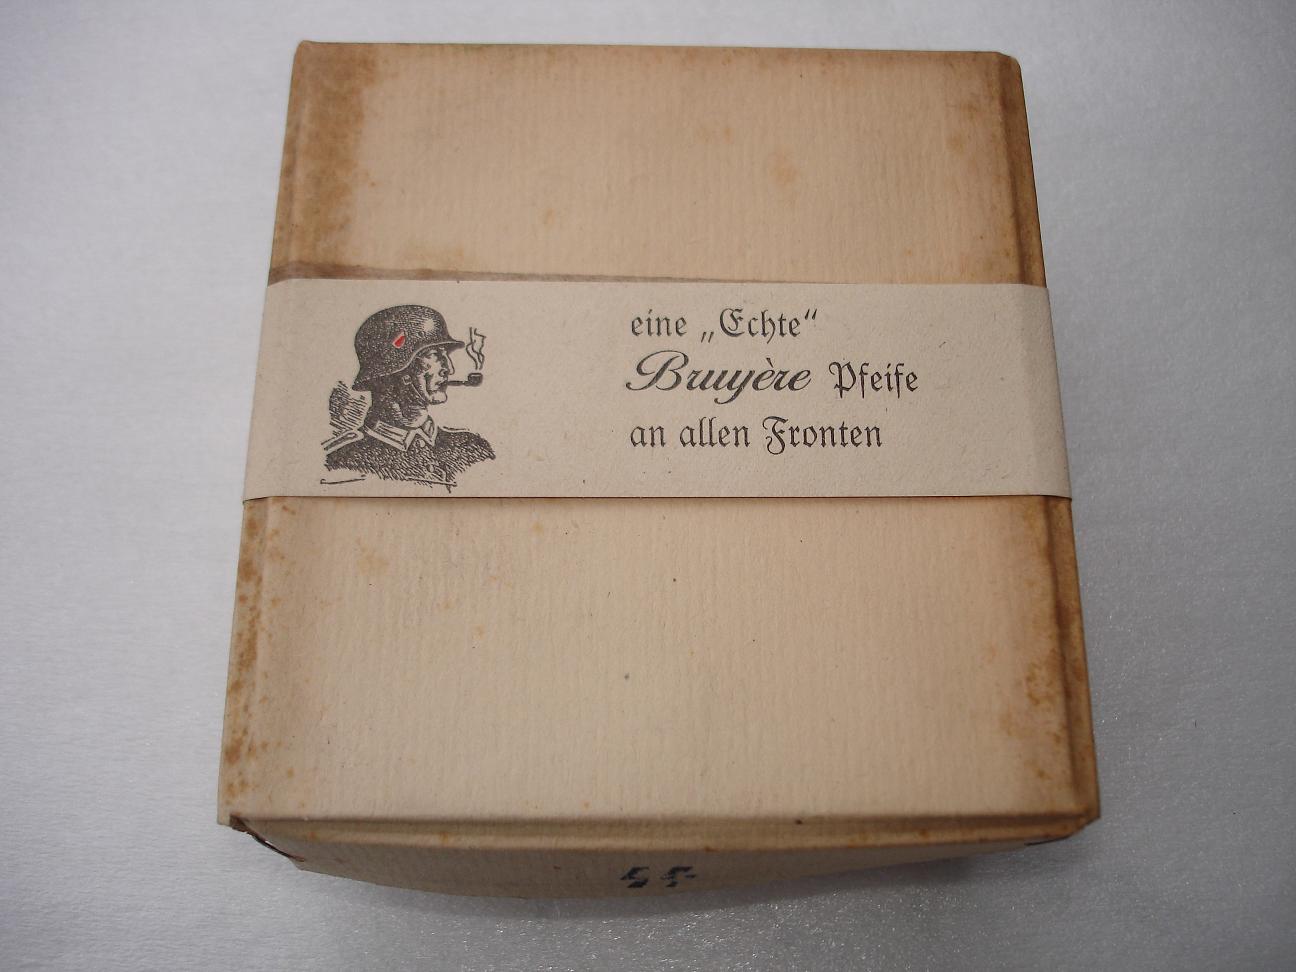 eine „Echte“
Bruyère Pfeife
an allen Fronten